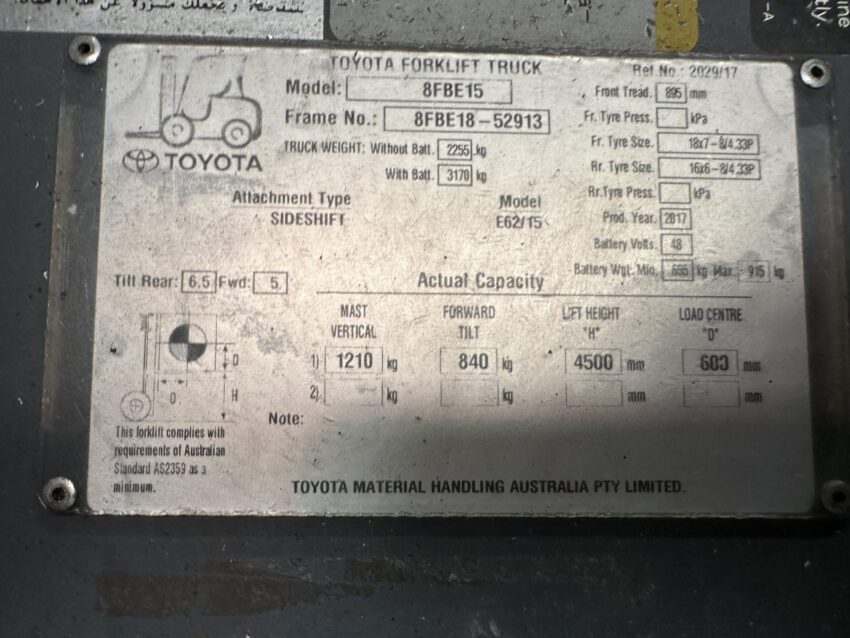 TOYOTA FORKLIFT TRUCK
Ref No : 2029/17
Model: 8FBE15
Frame No.: 8FBE18-52913
TOYOTA
TRUCK WEIGHT: Without Batt. 2255 kg
With Batt. 3170 kg
Attachment Type
SIDESHIFT
Model
E62/15
Front Tread. 895 mm
Fr. Tyre Press. kPa
Fr. Tyre Size. 18x7-8/4.33P
Rr. Tyre Size. 16x6-8/4.33P
Rr. Tyre Press. kPa
Prod. Year. 2017
Battery Volts. 48
Battery Wgt. Min. 655 kg Max. 915 kg
Tilt Rear: 6.5 Fwd: 5
Actual Capacity
MAST VERTICAL
FORWARD TILT
LIFT HEIGHT "H"
LOAD CENTRE "D"
1) 1210 kg 840 kg 4500 mm 600 mm
2) kg kg mm mm
D
D
H
Note:
This forklift complies with
requirements of Australian
Standard AS2359 as a
minimum.
TOYOTA MATERIAL HANDLING AUSTRALIA PTY LIMITED.
ine
tly.
-A